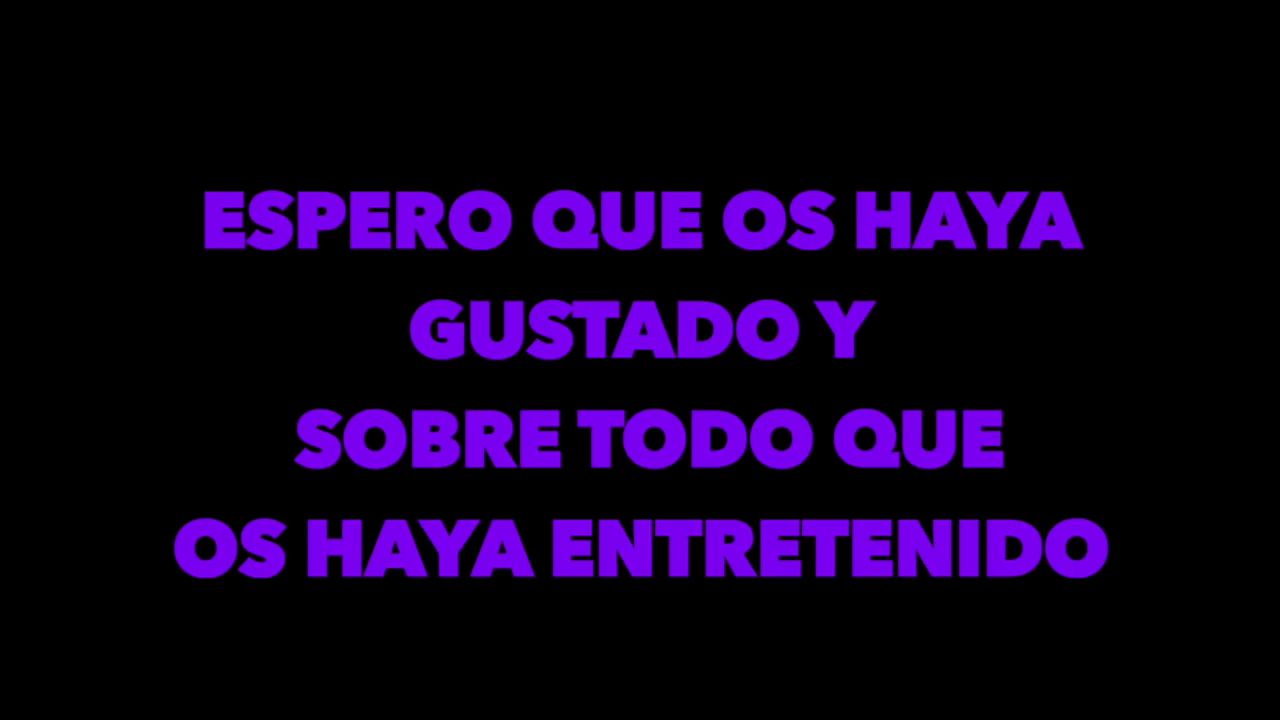 ESPERO QUE OS HAYA
GUSTADO Y
SOBRE TODO QUE
OS HAYA ENTRETENIDO